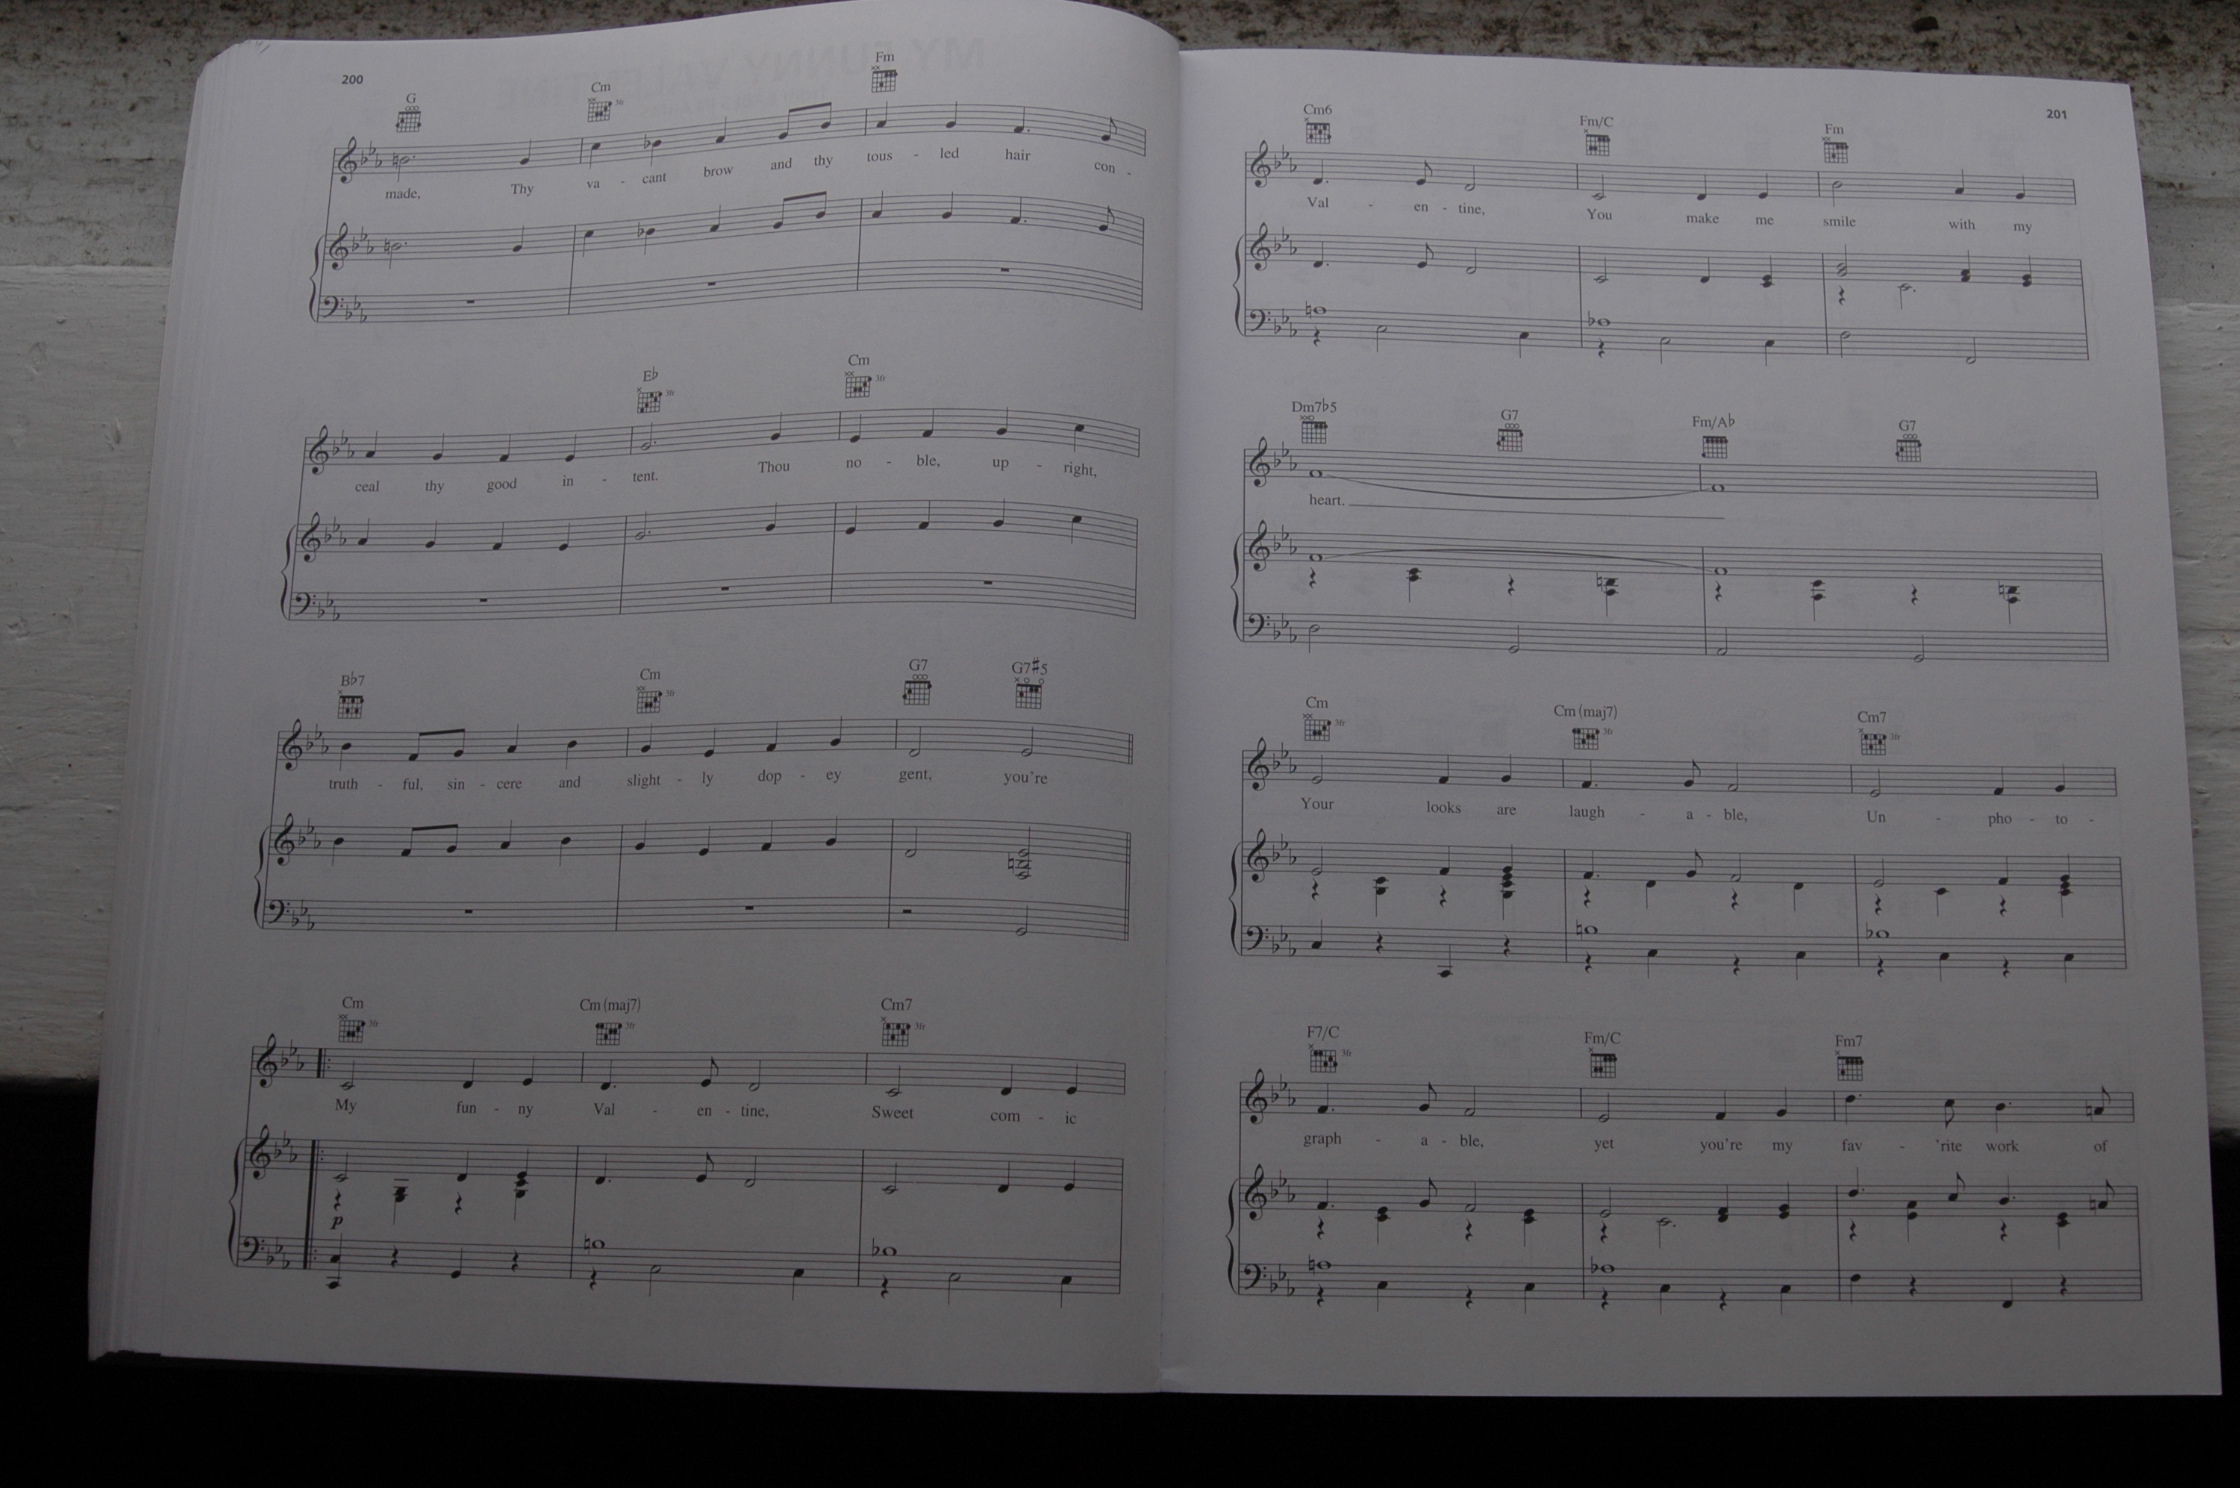 200
G Cm Fm
3fr
made, Thy va - cant brow and thy tous - led hair con -
E♭ Cm
3fr 3fr
ceal thy good in - tent. Thou no - ble, up - right,
B♭7 Cm G7 G7♯5
3fr
truth - ful, sin - cere and slight - ly dop - ey gent, you're
Cm Cm (maj7) Cm7
3fr 3fr 3fr
My fun - ny Val - en - tine, Sweet com - ic
p
201
Cm6 Fm/C Fm
Val - en - tine, You make me smile with my
Dm7♭5 G7 Fm/A♭ G7
heart.
Cm Cm (maj7) Cm7
3fr 3fr 3fr
Your looks are laugh - a - ble, Un - pho - to -
F7/C Fm/C Fm7
3fr
graph - a - ble, yet you're my fav - 'rite work of